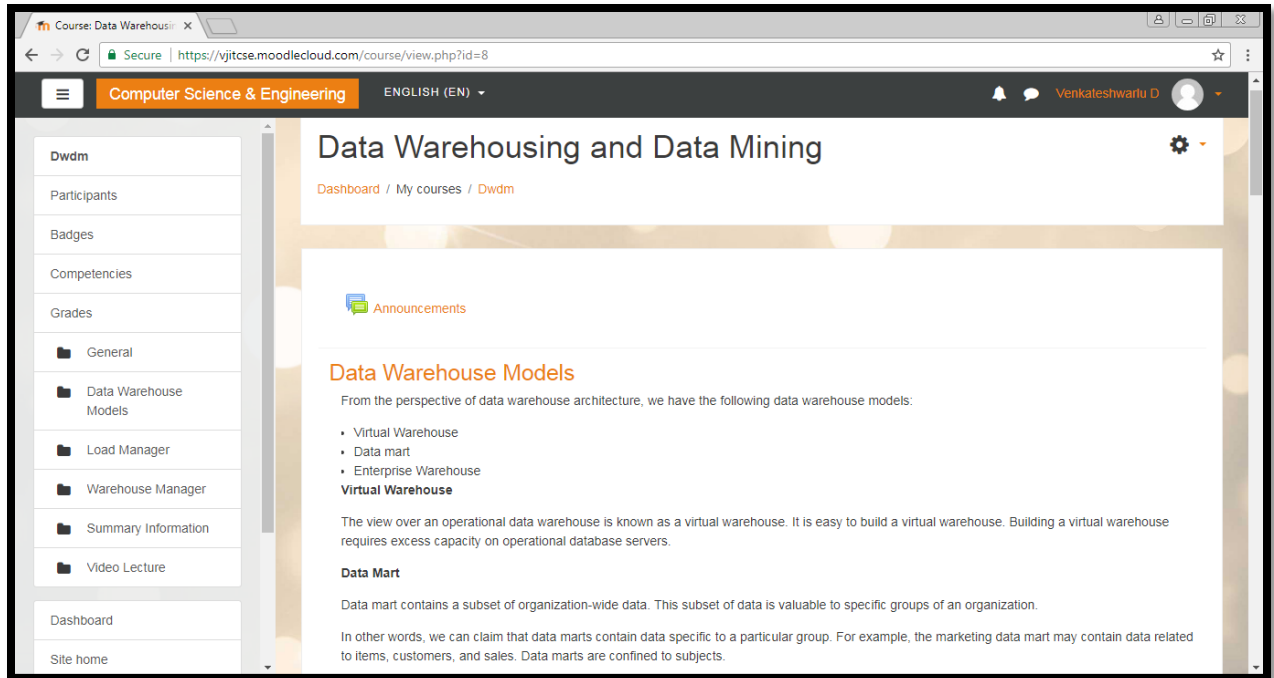 Course: Data Warehousin
Secure | https://vjitcse.moodlecloud.com/course/view.php?id=8
Computer Science & Engineering
ENGLISH (EN)
Venkateshwarlu D
Dwdm
Participants
Badges
Competencies
Grades
General
Data Warehouse
Models
Load Manager
Warehouse Manager
Summary Information
Video Lecture
Dashboard
Site home
Data Warehousing and Data Mining
Dashboard / My courses / Dwdm
Announcements
Data Warehouse Models
From the perspective of data warehouse architecture, we have the following data warehouse models:
• Virtual Warehouse
• Data mart
• Enterprise Warehouse
Virtual Warehouse
The view over an operational data warehouse is known as a virtual warehouse. It is easy to build a virtual warehouse. Building a virtual warehouse
requires excess capacity on operational database servers.
Data Mart
Data mart contains a subset of organization-wide data. This subset of data is valuable to specific groups of an organization.
In other words, we can claim that data marts contain data specific to a particular group. For example, the marketing data mart may contain data related
to items, customers, and sales. Data marts are confined to subjects.